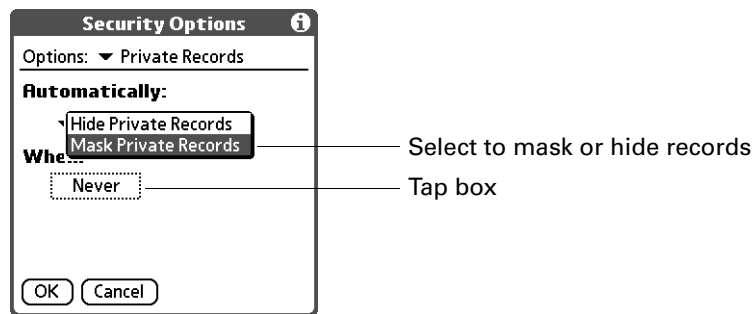 Security Options i
Options: Private Records
Automatically:
Hide Private Records
Mask Private Records
Select to mask or hide records
Never
Tap box
OK Cancel